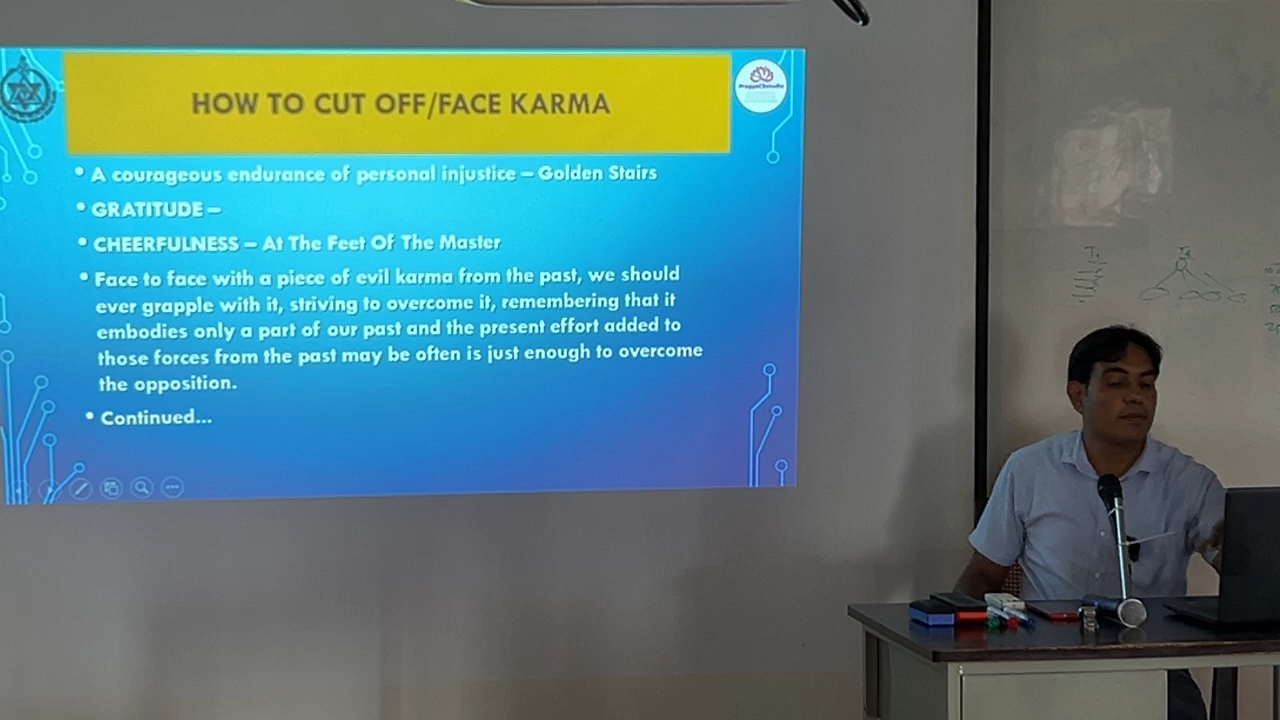 HOW TO CUT OFF/FACE KARMA
• A courageous endurance of personal injustice – Golden Stairs
• GRATITUDE –
• CHEERFULNESS – At The Feet Of The Master
• Face to face with a piece of evil karma from the past, we should
ever grapple with it, striving to overcome it, remembering that it
embodies only a part of our past and the present effort added to
those forces from the past may be often is just enough to overcome
the opposition.
• Continued...